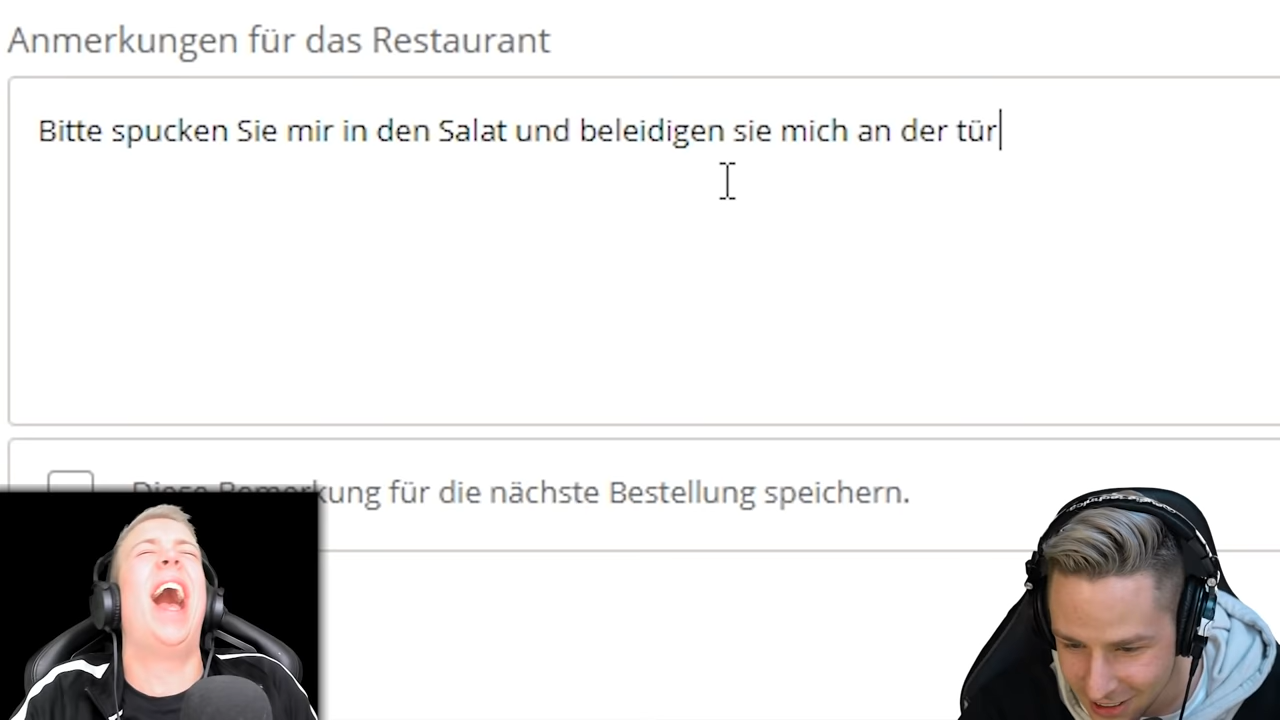 Anmerkungen für das Restaurant
Bitte spucken Sie mir in den Salat und beleidigen sie mich an der tür
Diese Bemerkung für die nächste Bestellung speichern.